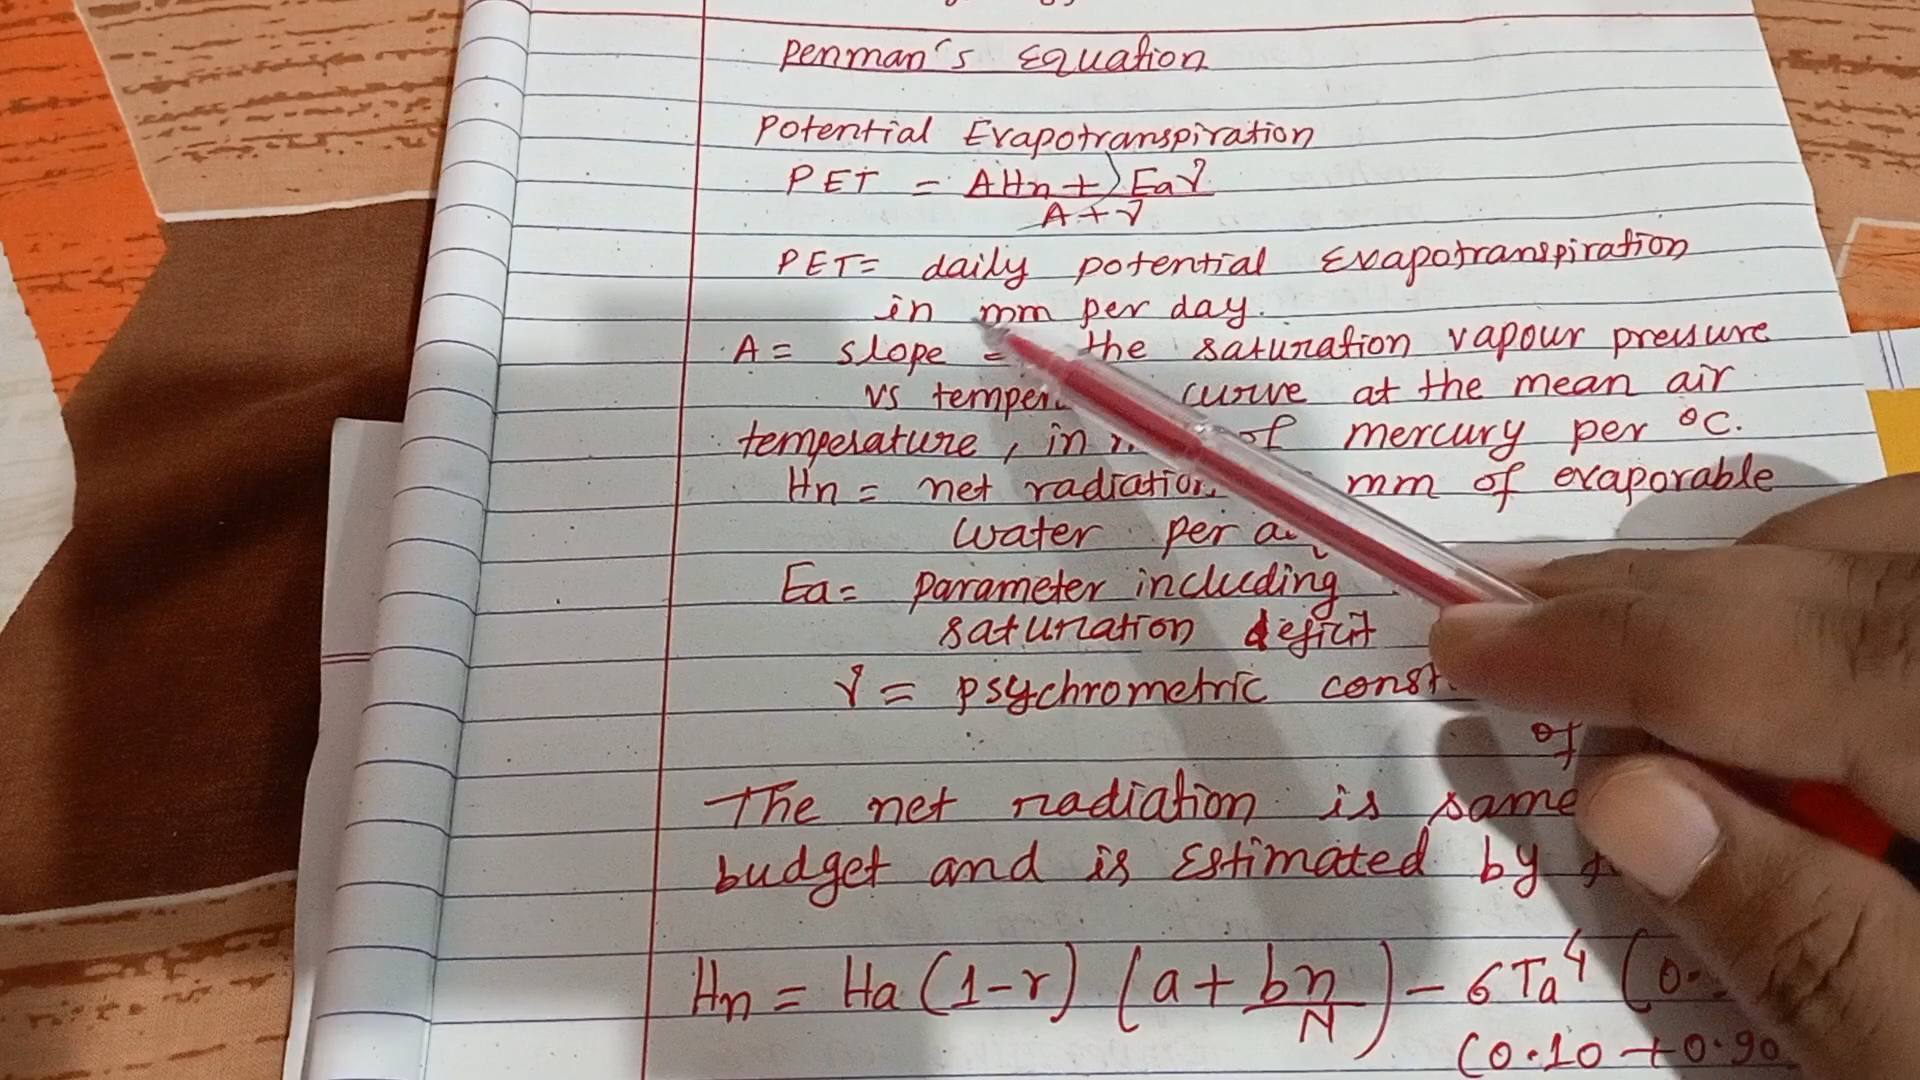 Penman's Equation
Potential Evapotranspiration
PET = AHn + Eaγ
A + γ
PET = daily potential Evapotranspiration
in mm per day.
A = slope the saturation vapour pressure
vs curve at the mean air
temperature, in of mercury per °C.
Hn = net radiation mm of evaporable
water per
Ea = parameter including
saturation deficit
γ = psychrometric
of
The net radiation is same
budget and is Estimated by
Hn = Ha (1-r) (a + bn/N) - 6Ta⁴ (0.
(0.10 + 0.90